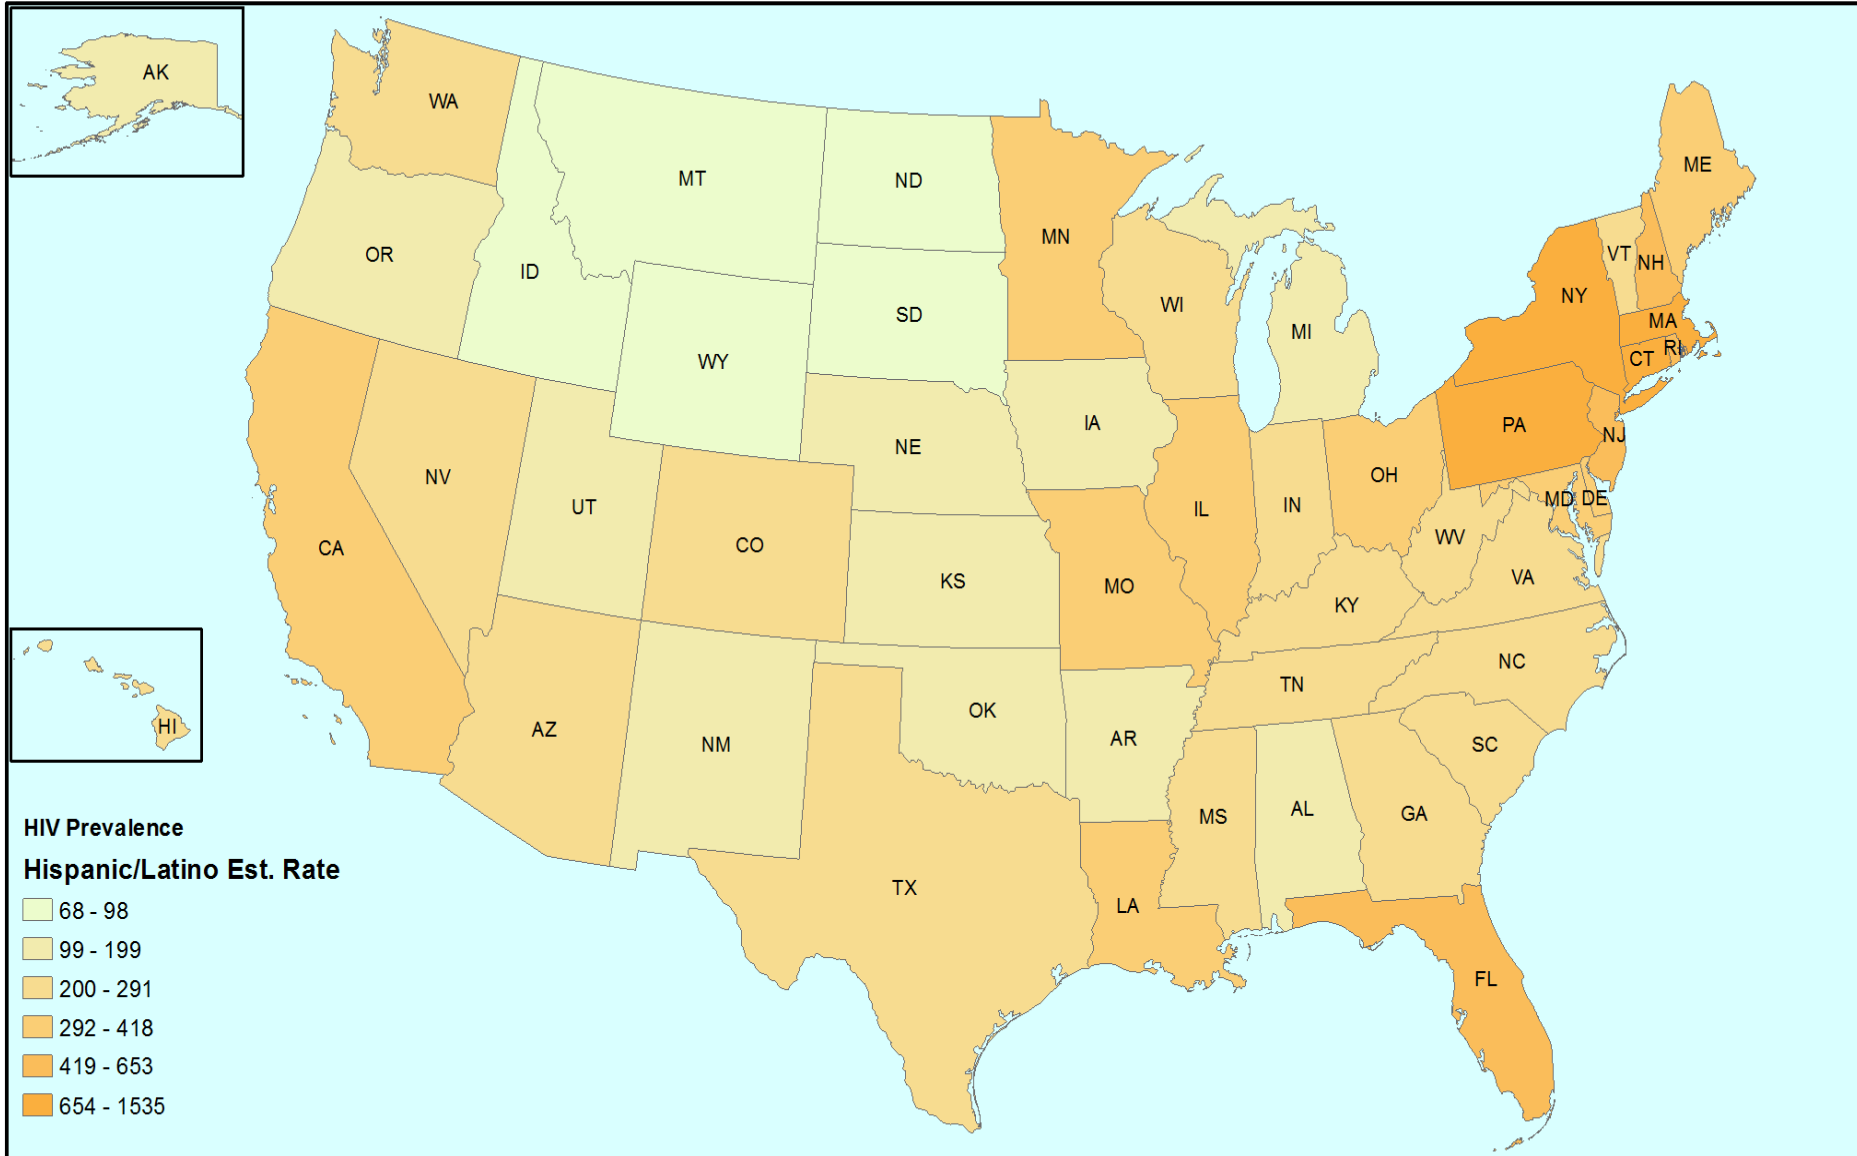 AK
WA
MT
ND
MN
ME
OR
ID
VT
NH
NY
SD
WI
MI
MA
RI
CT
WY
IA
PA
NJ
NE
NV
OH
UT
IL
IN
MD
DE
CO
WV
CA
KS
MO
VA
KY
NC
TN
HI
AZ
NM
OK
AR
SC
MS
AL
GA
TX
LA
FL
HIV Prevalence
Hispanic/Latino Est. Rate
68 - 98
99 - 199
200 - 291
292 - 418
419 - 653
654 - 1535